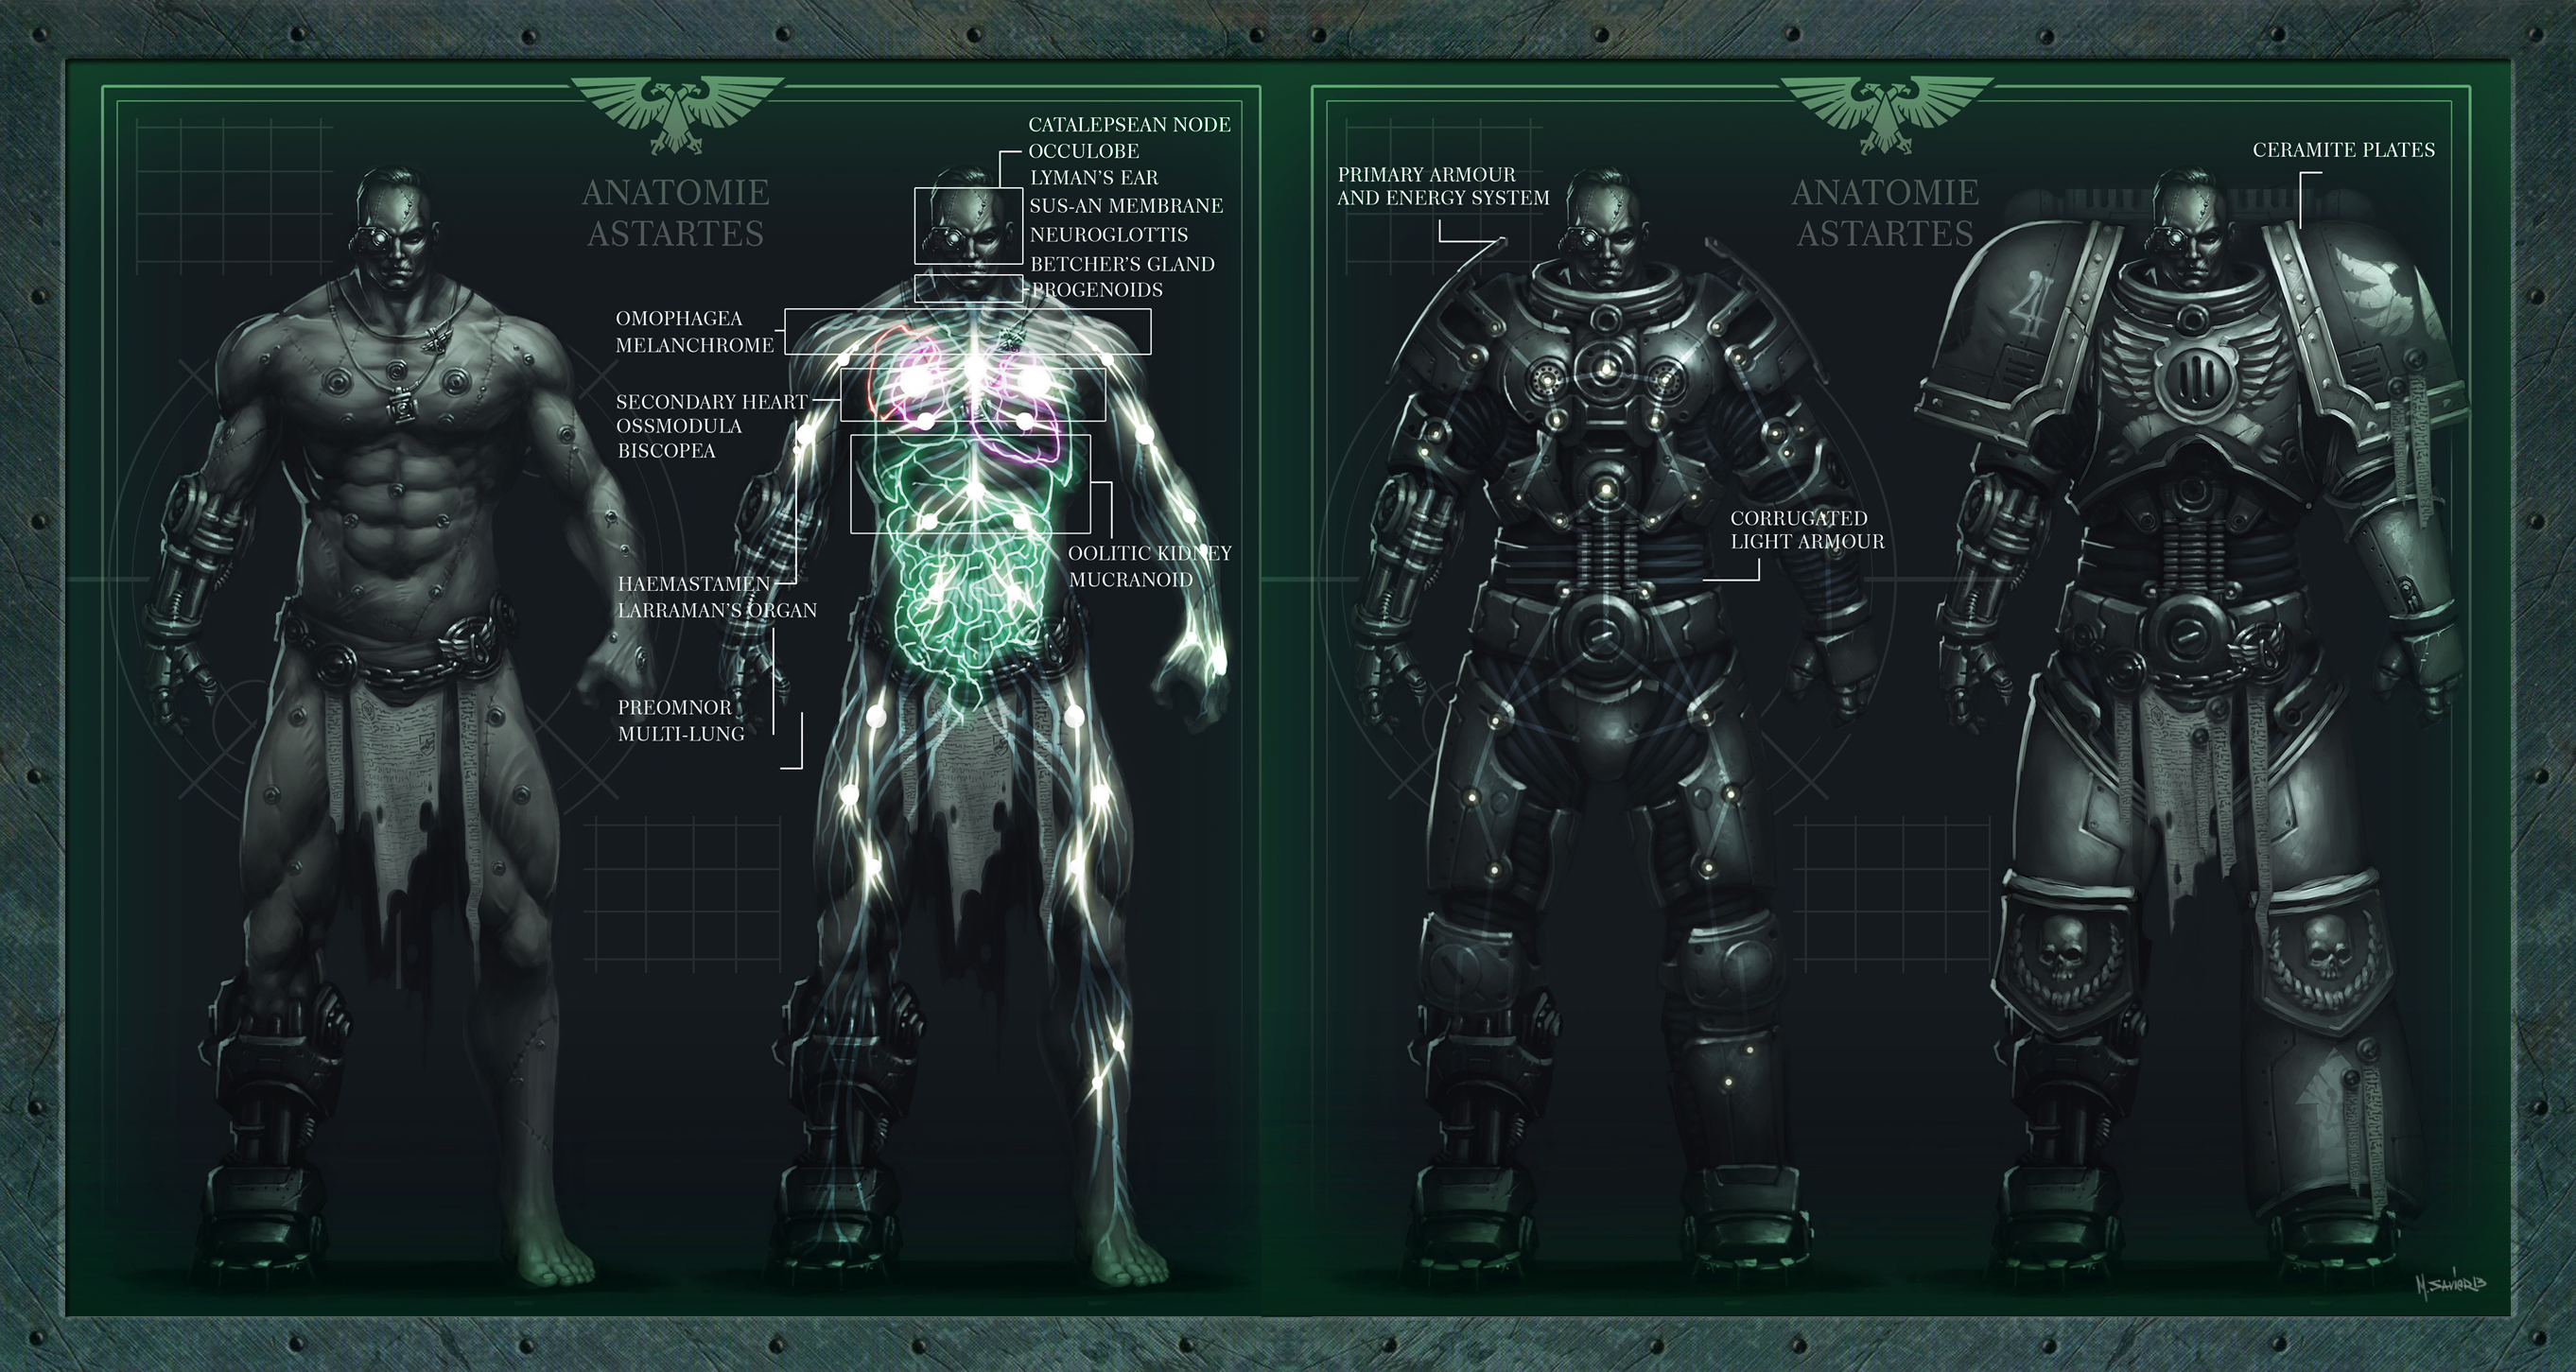 ANATOMIE
ASTARTES
CATALEPSEAN NODE
OCCULOBE
LYMAN'S EAR
SUS-AN MEMBRANE
NEUROGLOTTIS
BETCHER'S GLAND
PROGENOIDS
OMOPHAGEA
MELANCHROME
SECONDARY HEART
OSSMODULA
BISCOPEA
OOLITIC KIDNEY
MUCRANOID
HAEMASTAMEN
LARRAMAN'S ORGAN
PREOMNOR
MULTI-LUNG
ANATOMIE
ASTARTES
PRIMARY ARMOUR
AND ENERGY SYSTEM
CERAMITE PLATES
4
CORRUGATED
LIGHT ARMOUR
M.SAVIER13